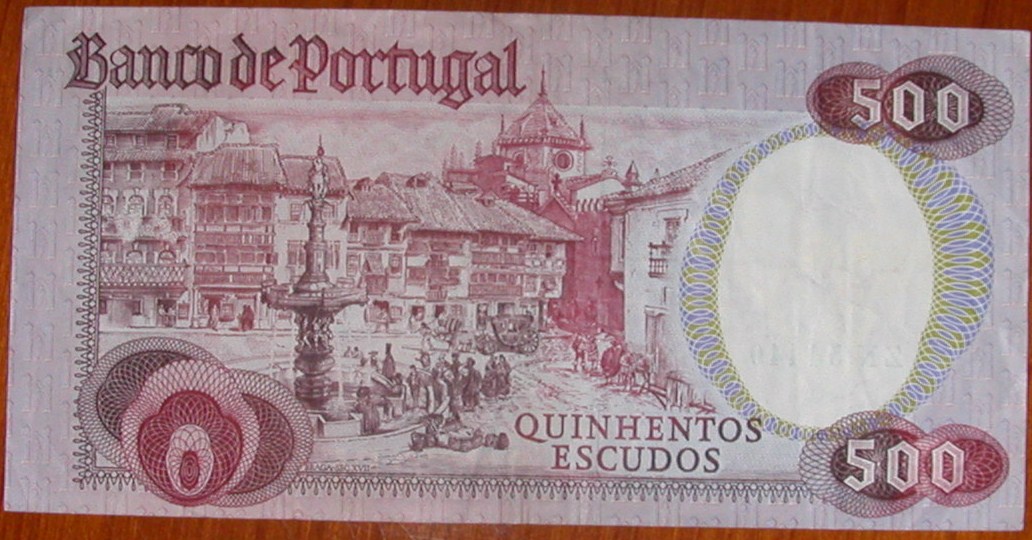 Banco de Portugal
500
QUINHENTOS
ESCUDOS
500